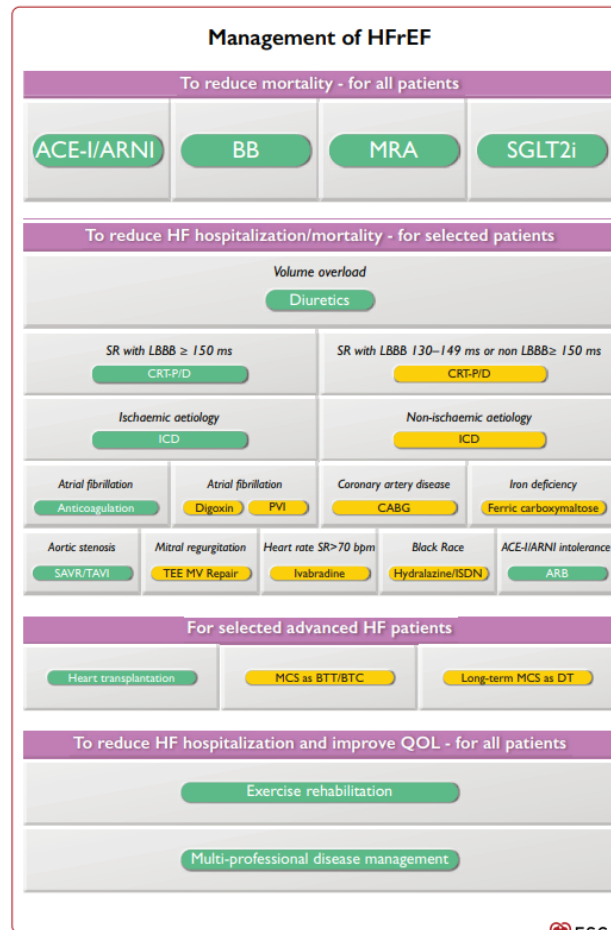 Management of HFrEF
To reduce mortality - for all patients
ACE-I/ARNI BB MRA SGLT2i
To reduce HF hospitalization/mortality - for selected patients
Volume overload
Diuretics
SR with LBBB ≥ 150 ms SR with LBBB 130–149 ms or non LBBB≥ 150 ms
CRT-P/D CRT-P/D
Ischaemic aetiology Non-ischaemic aetiology
ICD ICD
Atrial fibrillation Atrial fibrillation Coronary artery disease Iron deficiency
Anticoagulation Digoxin PVI CABG Ferric carboxymaltose
Aortic stenosis Mitral regurgitation Heart rate SR>70 bpm Black Race ACE-I/ARNI intolerance
SAVR/TAVI TEE MV Repair Ivabradine Hydralazine/ISDN ARB
For selected advanced HF patients
Heart transplantation MCS as BTT/BTC Long-term MCS as DT
To reduce HF hospitalization and improve QOL - for all patients
Exercise rehabilitation
Multi-professional disease management